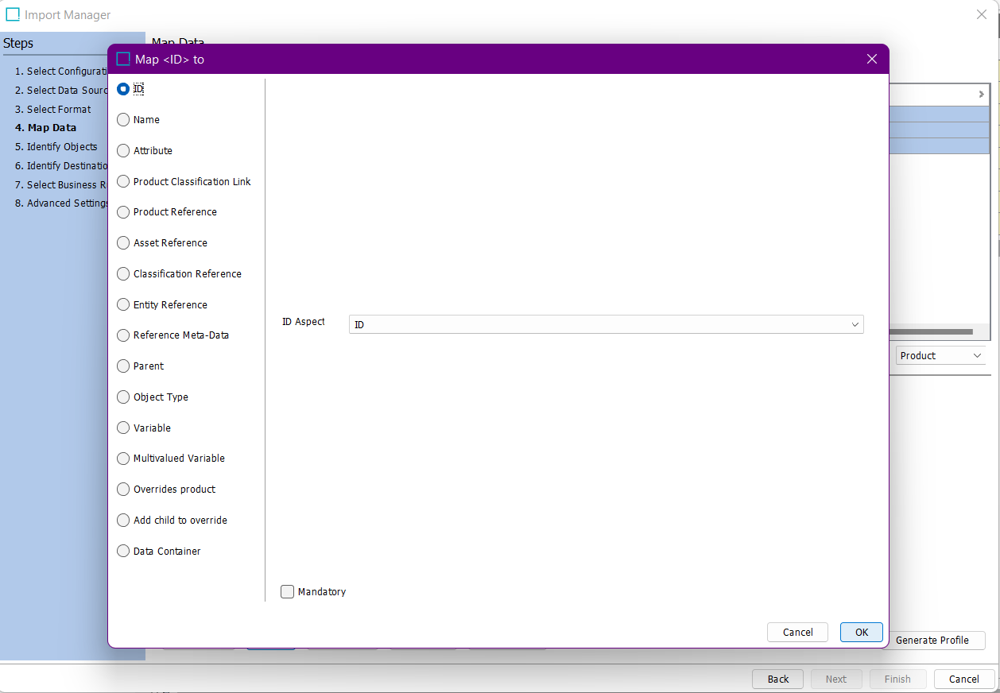 Import Manager
Steps
Map Data
Map <ID> to
1. Select Configurati
2. Select Data Sourc
3. Select Format
4. Map Data
5. Identify Objects
6. Identify Destinatio
7. Select Business R
8. Advanced Settings
ID
Name
Attribute
Product Classification Link
Product Reference
Asset Reference
Classification Reference
Entity Reference
Reference Meta-Data
Parent
Object Type
Variable
Multivalued Variable
Overrides product
Add child to override
Data Container
ID Aspect
ID
Product
Mandatory
Cancel
OK
Generate Profile
Back
Next
Finish
Cancel